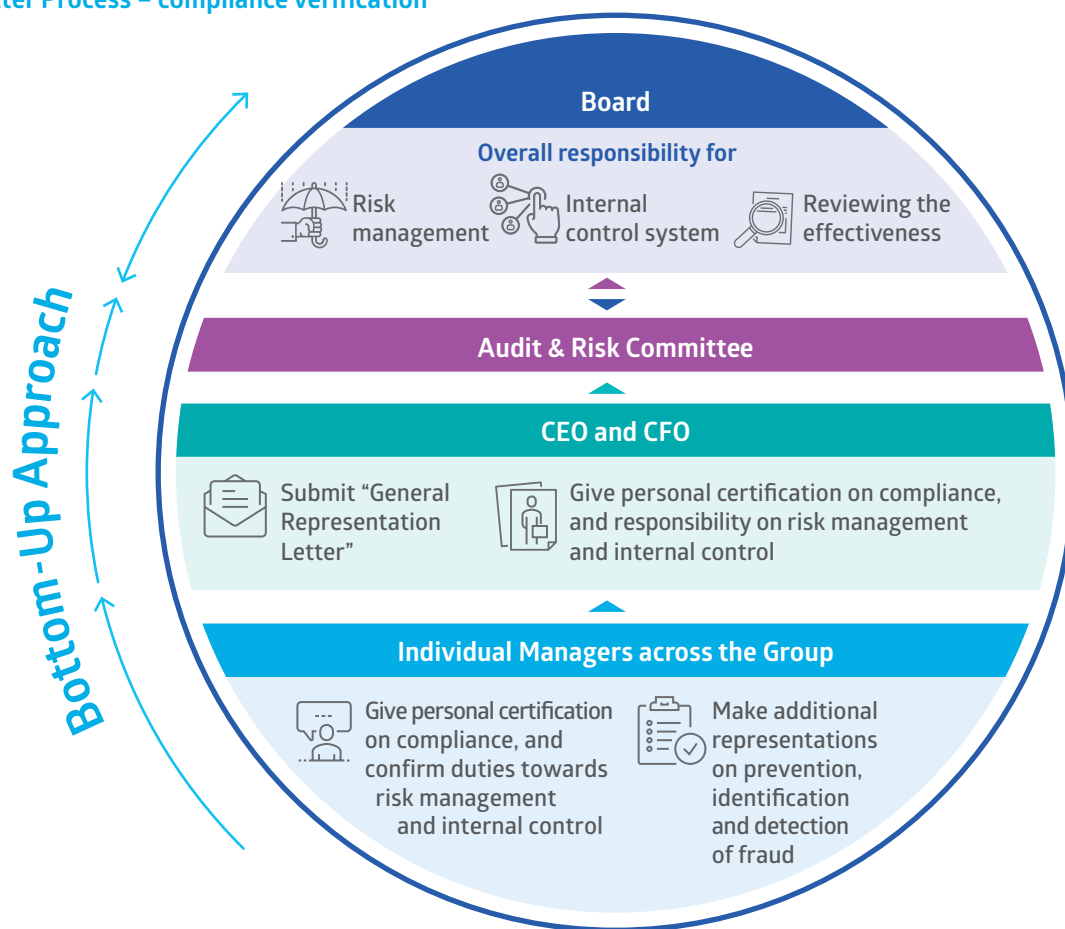 Process – compliance verification
Board
Overall responsibility for
Risk
management
Internal
control system
Reviewing the
effectiveness
Audit & Risk Committee
CEO and CFO
Submit “General
Representation
Letter”
Give personal certification on compliance,
and responsibility on risk management
and internal control
Individual Managers across the Group
Give personal certification
on compliance, and
confirm duties towards
risk management
and internal control
Make additional
representations
on prevention,
identification
and detection
of fraud
Bottom-Up Approach